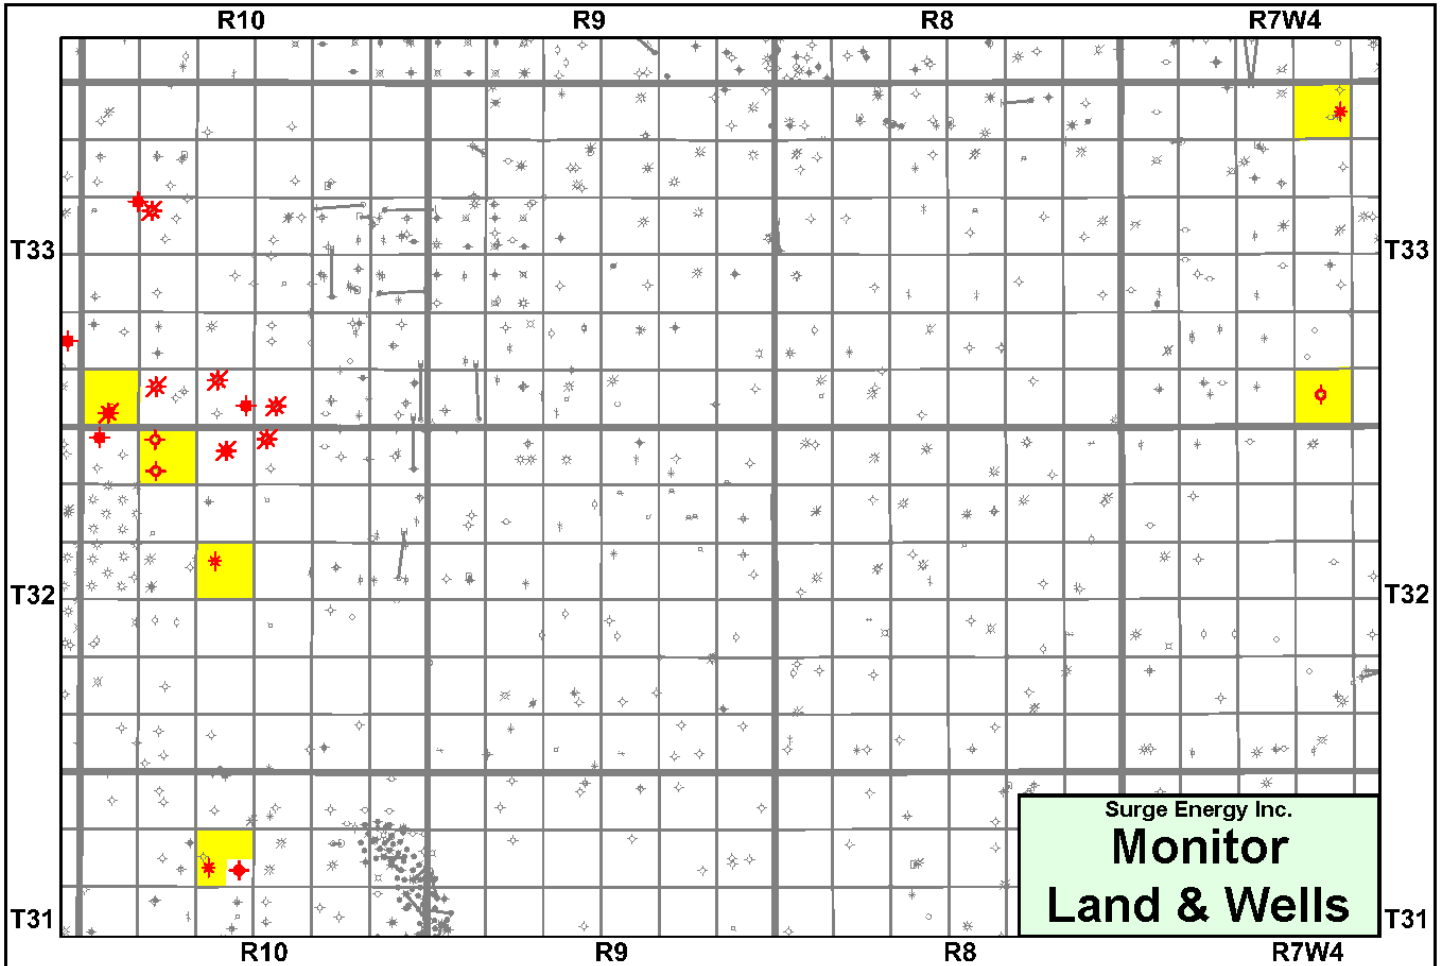 R10 R9 R8 R7W4
T33 T33
T32 T32
Surge Energy Inc.
Monitor
Land & Wells
T31 T31
R10 R9 R8 R7W4